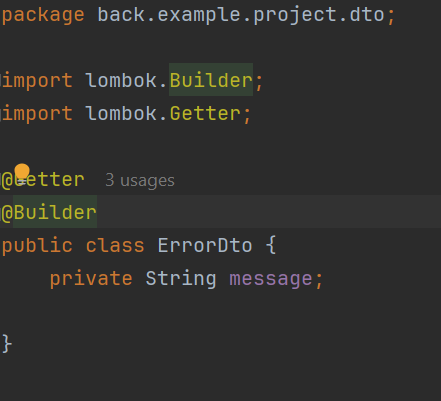 package back.example.project.dto;
import lombok.Builder;
import lombok.Getter;
@Getter 3 usages
@Builder
public class ErrorDto {
private String message;
}